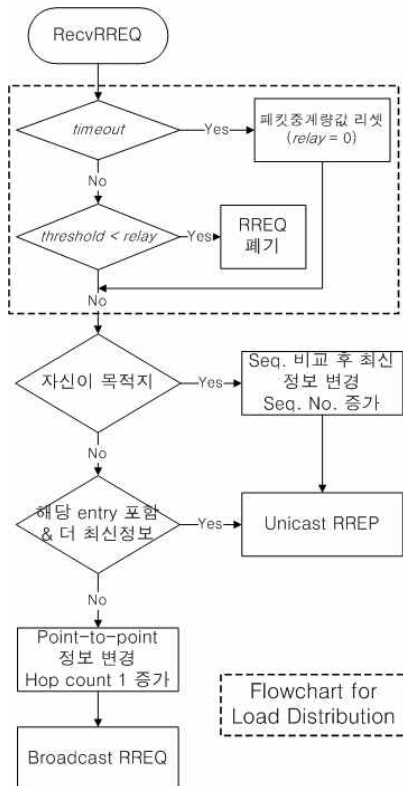 RecvRREQ
timeout
Yes
패킷중계량값 리셋
(relay = 0)
No
threshold < relay
Yes
RREQ
폐기
No
자신이 목적지
Yes
Seq. 비교 후 최신
정보 변경
Seq. No. 증가
No
해당 entry 포함
& 더 최신정보
Yes
Unicast RREP
No
Point-to-point
정보 변경
Hop count 1 증가
Flowchart for
Load Distribution
Broadcast RREQ